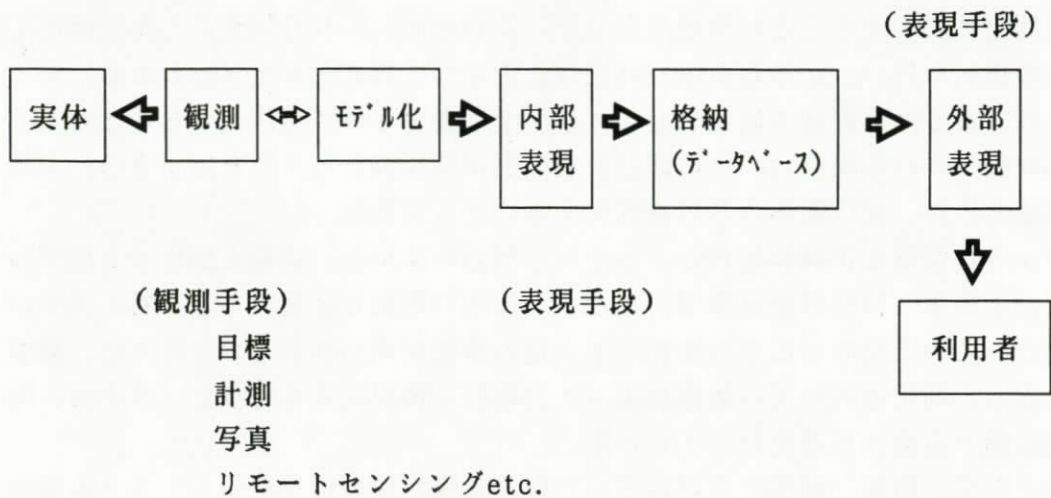 （表現手段）
実体
観測
ﾓﾃﾞﾙ化
内部
表現
格納
(ﾃﾞｰﾀﾍﾞｰｽ)
外部
表現
（観測手段）
目標
計測
写真
リモートセンシングetc.
（表現手段）
利用者